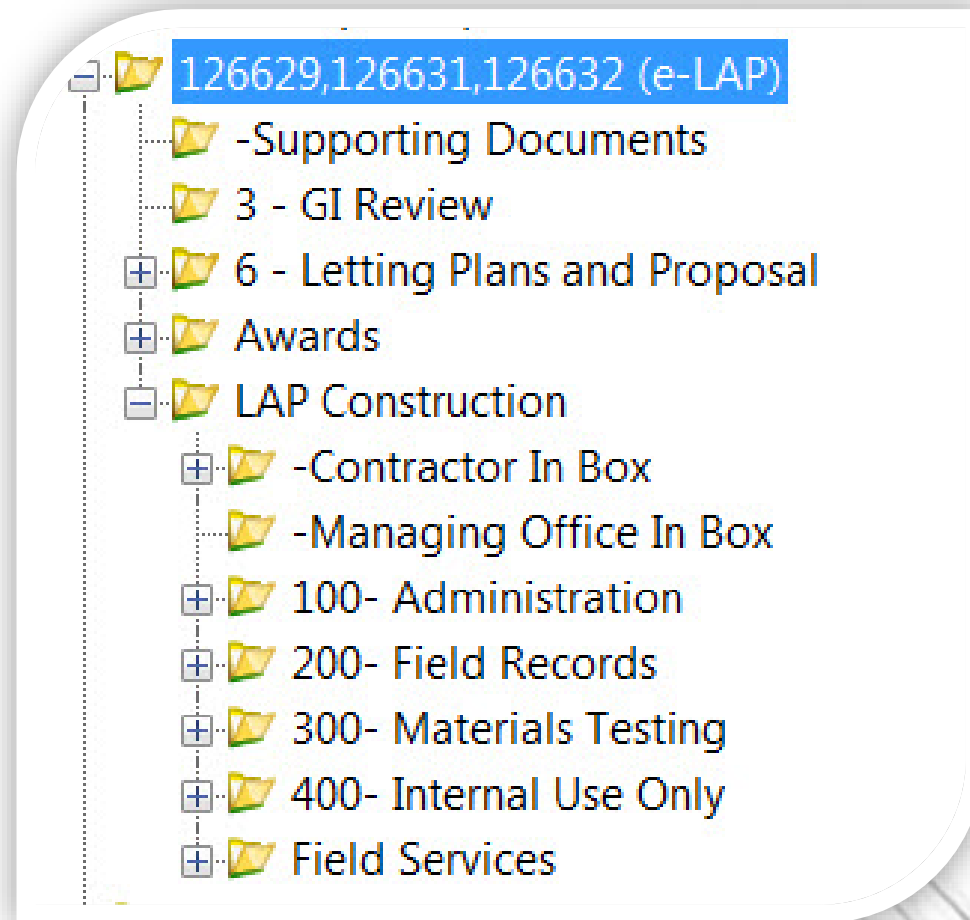 126629,126631,126632 (e-LAP)
-Supporting Documents
3 - GI Review
6 - Letting Plans and Proposal
Awards
LAP Construction
-Contractor In Box
-Managing Office In Box
100- Administration
200- Field Records
300- Materials Testing
400- Internal Use Only
Field Services